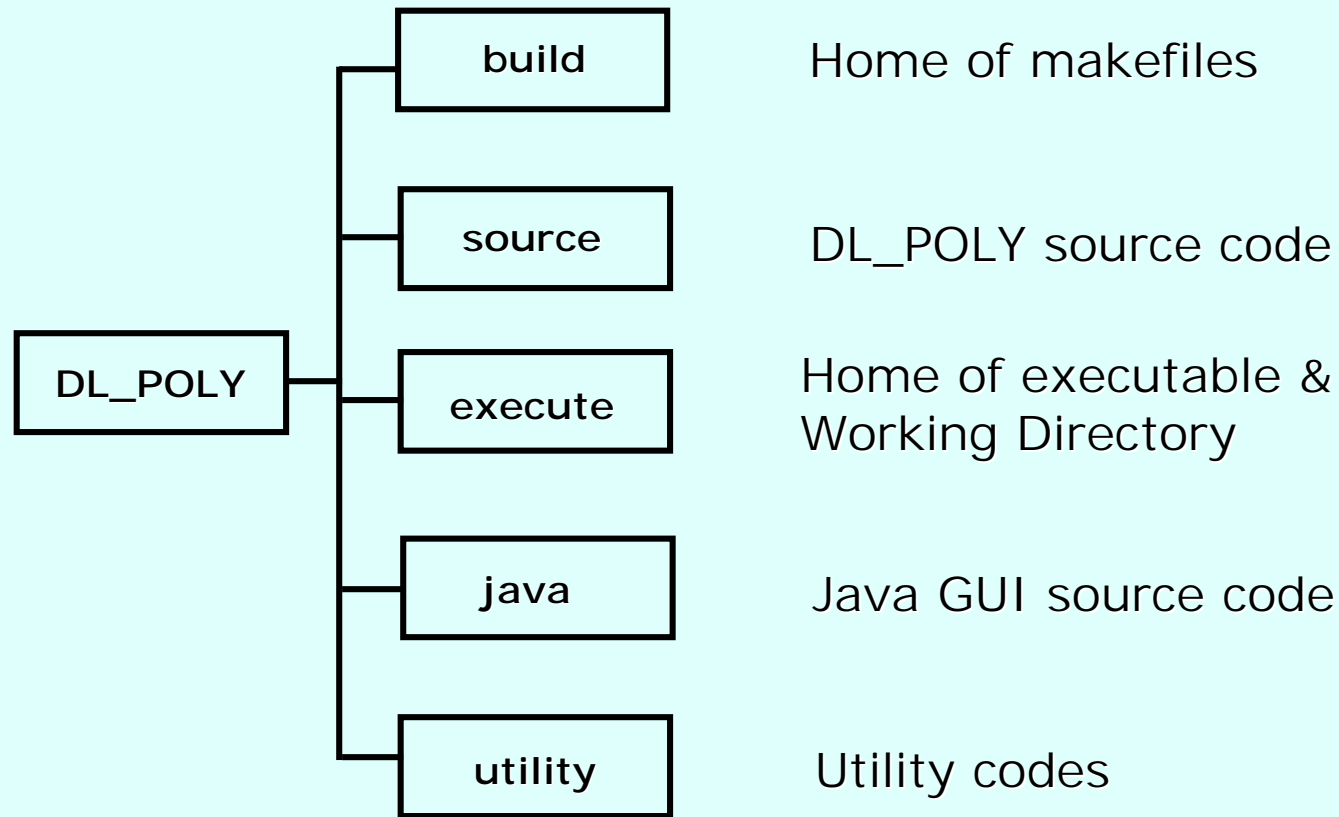 build
Home of makefiles
source
DL_POLY source code
DL_POLY
execute
Home of executable &
Working Directory
java
Java GUI source code
utility
Utility codes